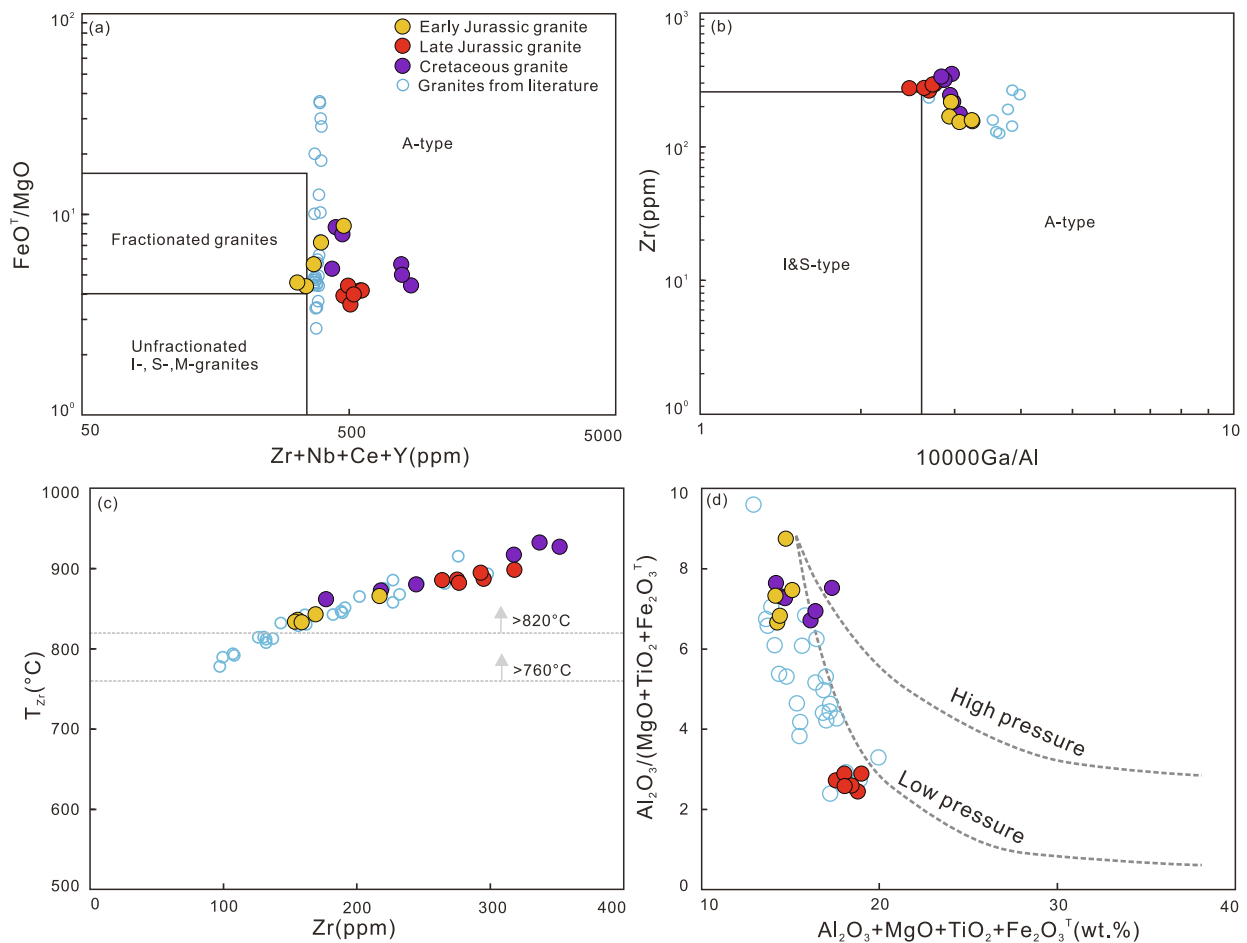 (a)
Early Jurassic granite
Late Jurassic granite
Cretaceous granite
Granites from literature
A-type
Fractionated granites
Unfractionated
I-, S-,M-granites
10²
10¹
10⁰
FeOᵀ/MgO
50
500
5000
Zr+Nb+Ce+Y(ppm)
(b)
10³
10²
10¹
10⁰
Zr(ppm)
I&S-type
A-type
1
10
10000Ga/Al
(c)
1000
900
800
700
600
500
T_Zr(°C)
>820°C
>760°C
0
100
200
300
400
Zr(ppm)
(d)
10
8
6
4
2
0
Al₂O₃/(MgO+TiO₂+Fe₂O₃ᵀ)
High pressure
Low pressure
10
20
30
40
Al₂O₃+MgO+TiO₂+Fe₂O₃ᵀ(wt.%)